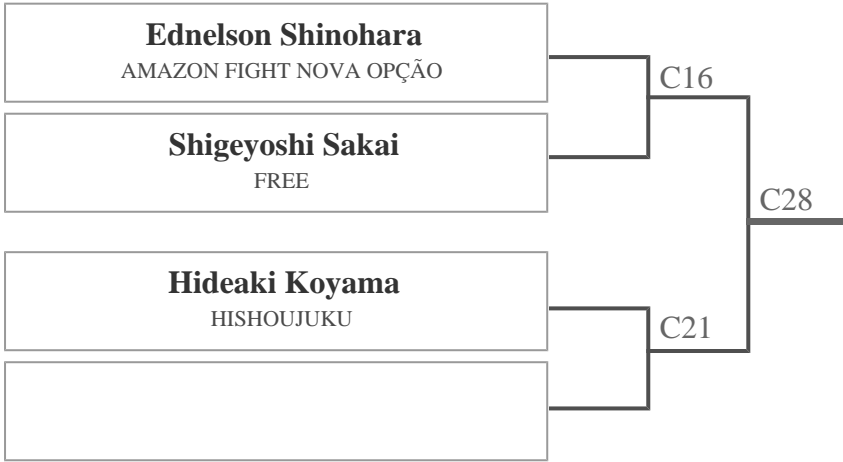 Ednelson Shinohara
AMAZON FIGHT NOVA OPÇÃO
C16
Shigeyoshi Sakai
FREE
C28
Hideaki Koyama
HISHOUJUKU
C21